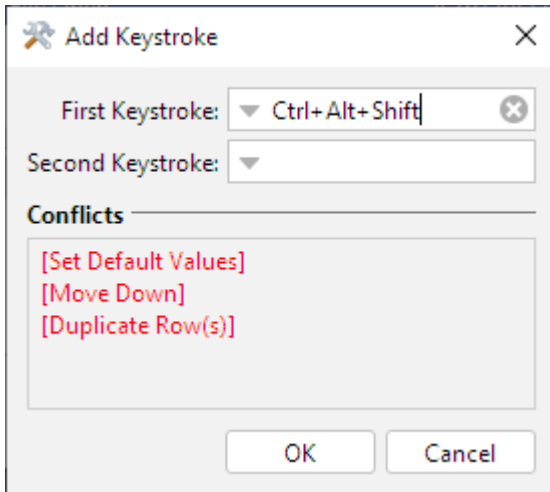 Add Keystroke
First Keystroke: Ctrl+Alt+Shift
Second Keystroke:
Conflicts
[Set Default Values]
[Move Down]
[Duplicate Row(s)]
OK Cancel